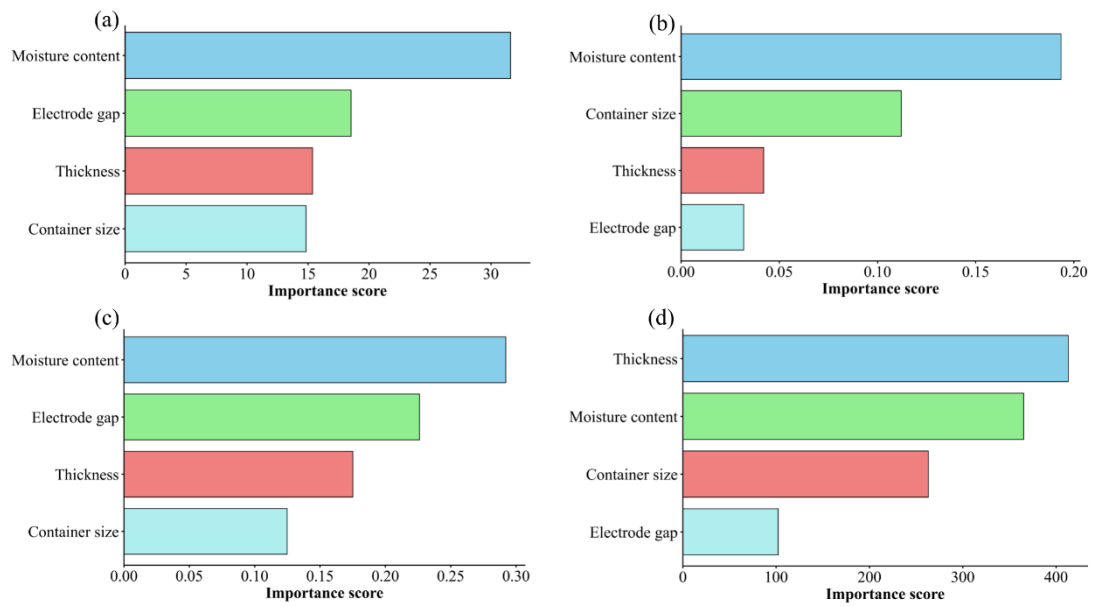 (a)
Moisture content
Electrode gap
Thickness
Container size
0 5 10 15 20 25 30
Importance score
(b)
Moisture content
Container size
Thickness
Electrode gap
0.00 0.05 0.10 0.15 0.20
Importance score
(c)
Moisture content
Electrode gap
Thickness
Container size
0.00 0.05 0.10 0.15 0.20 0.25 0.30
Importance score
(d)
Thickness
Moisture content
Container size
Electrode gap
0 100 200 300 400
Importance score